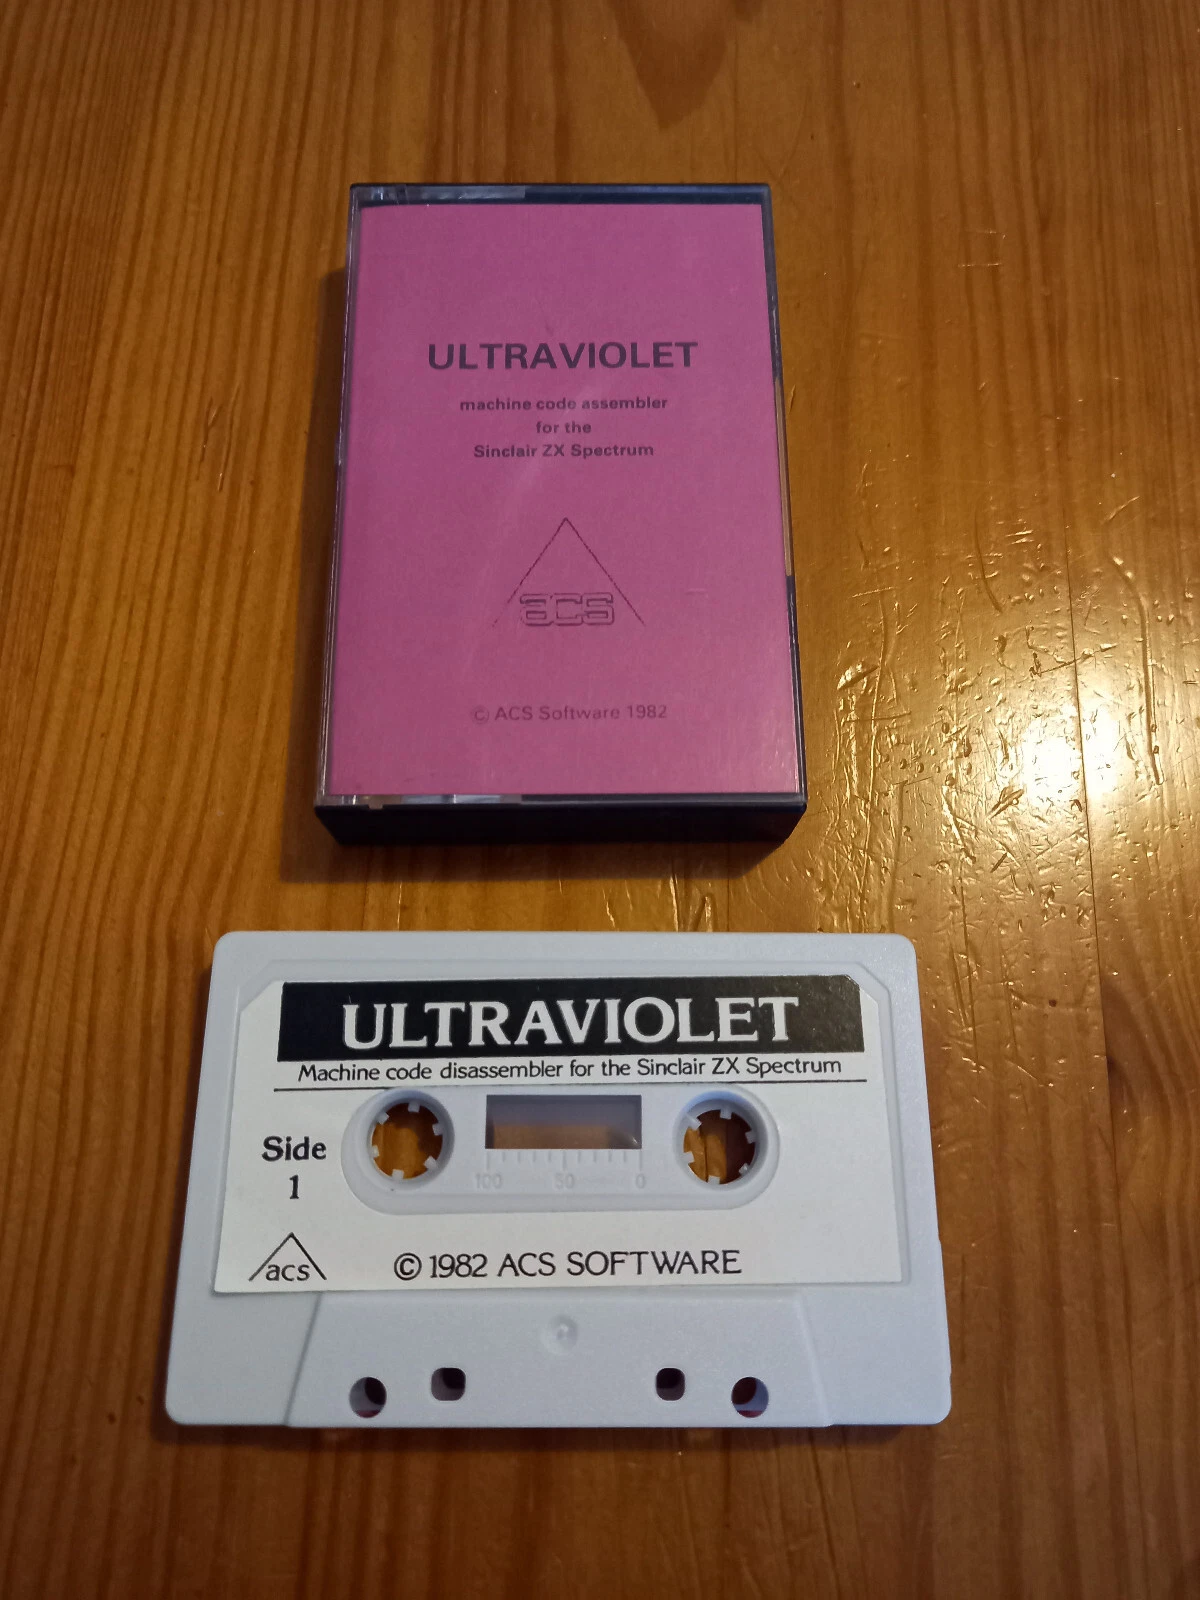 ULTRAVIOLET
machine code assembler
for the
Sinclair ZX Spectrum
acs
© ACS Software 1982
ULTRAVIOLET
Machine code disassembler for the Sinclair ZX Spectrum
Side
1
100 50 0
acs
© 1982 ACS SOFTWARE